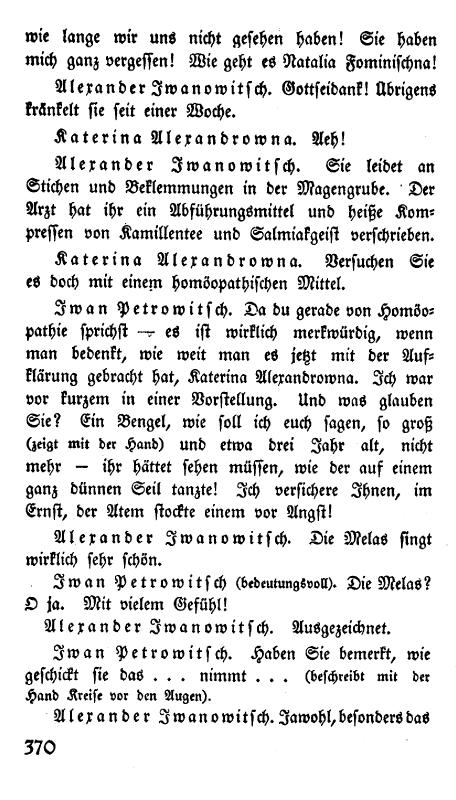 wie lange wir uns nicht gesehen haben! Sie haben
mich ganz vergessen! Wie geht es Natalia Fominischna!
Alexander Iwanowitsch. Gottseidank! Übrigens
kränkelt sie seit einer Woche.
Katerina Alexandrowna. Aeh!
Alexander Iwanowitsch. Sie leidet an
Stichen und Beklemmungen in der Magengrube. Der
Arzt hat ihr ein Abführungsmittel und heiße Kom-
pressen von Kamillentee und Salmiakgeist verschrieben.
Katerina Alexandrowna. Versuchen Sie
es doch mit einem homöopathischen Mittel.
Iwan Petrowitsch. Da du gerade von Homöo-
pathie sprichst — es ist wirklich merkwürdig, wenn
man bedenkt, wie weit man es jetzt mit der Auf-
klärung gebracht hat, Katerina Alexandrowna. Ich war
vor kurzem in einer Vorstellung. Und was glauben
Sie? Ein Bengel, wie soll ich euch sagen, so groß
(zeigt mit der Hand) und etwa drei Jahr alt, nicht
mehr — ihr hättet sehen müssen, wie der auf einem
ganz dünnen Seil tanzte! Ich versichere Ihnen, im
Ernst, der Atem stockte einem vor Angst!
Alexander Iwanowitsch. Die Melas singt
wirklich sehr schön.
Iwan Petrowitsch (bedeutungsvoll). Die Melas?
O ja. Mit vielem Gefühl!
Alexander Iwanowitsch. Ausgezeichnet.
Iwan Petrowitsch. Haben Sie bemerkt, wie
geschickt sie das . . . nimmt . . . (beschreibt mit der
Hand Kreise vor den Augen).
Alexander Iwanowitsch. Jawohl, besonders das
370